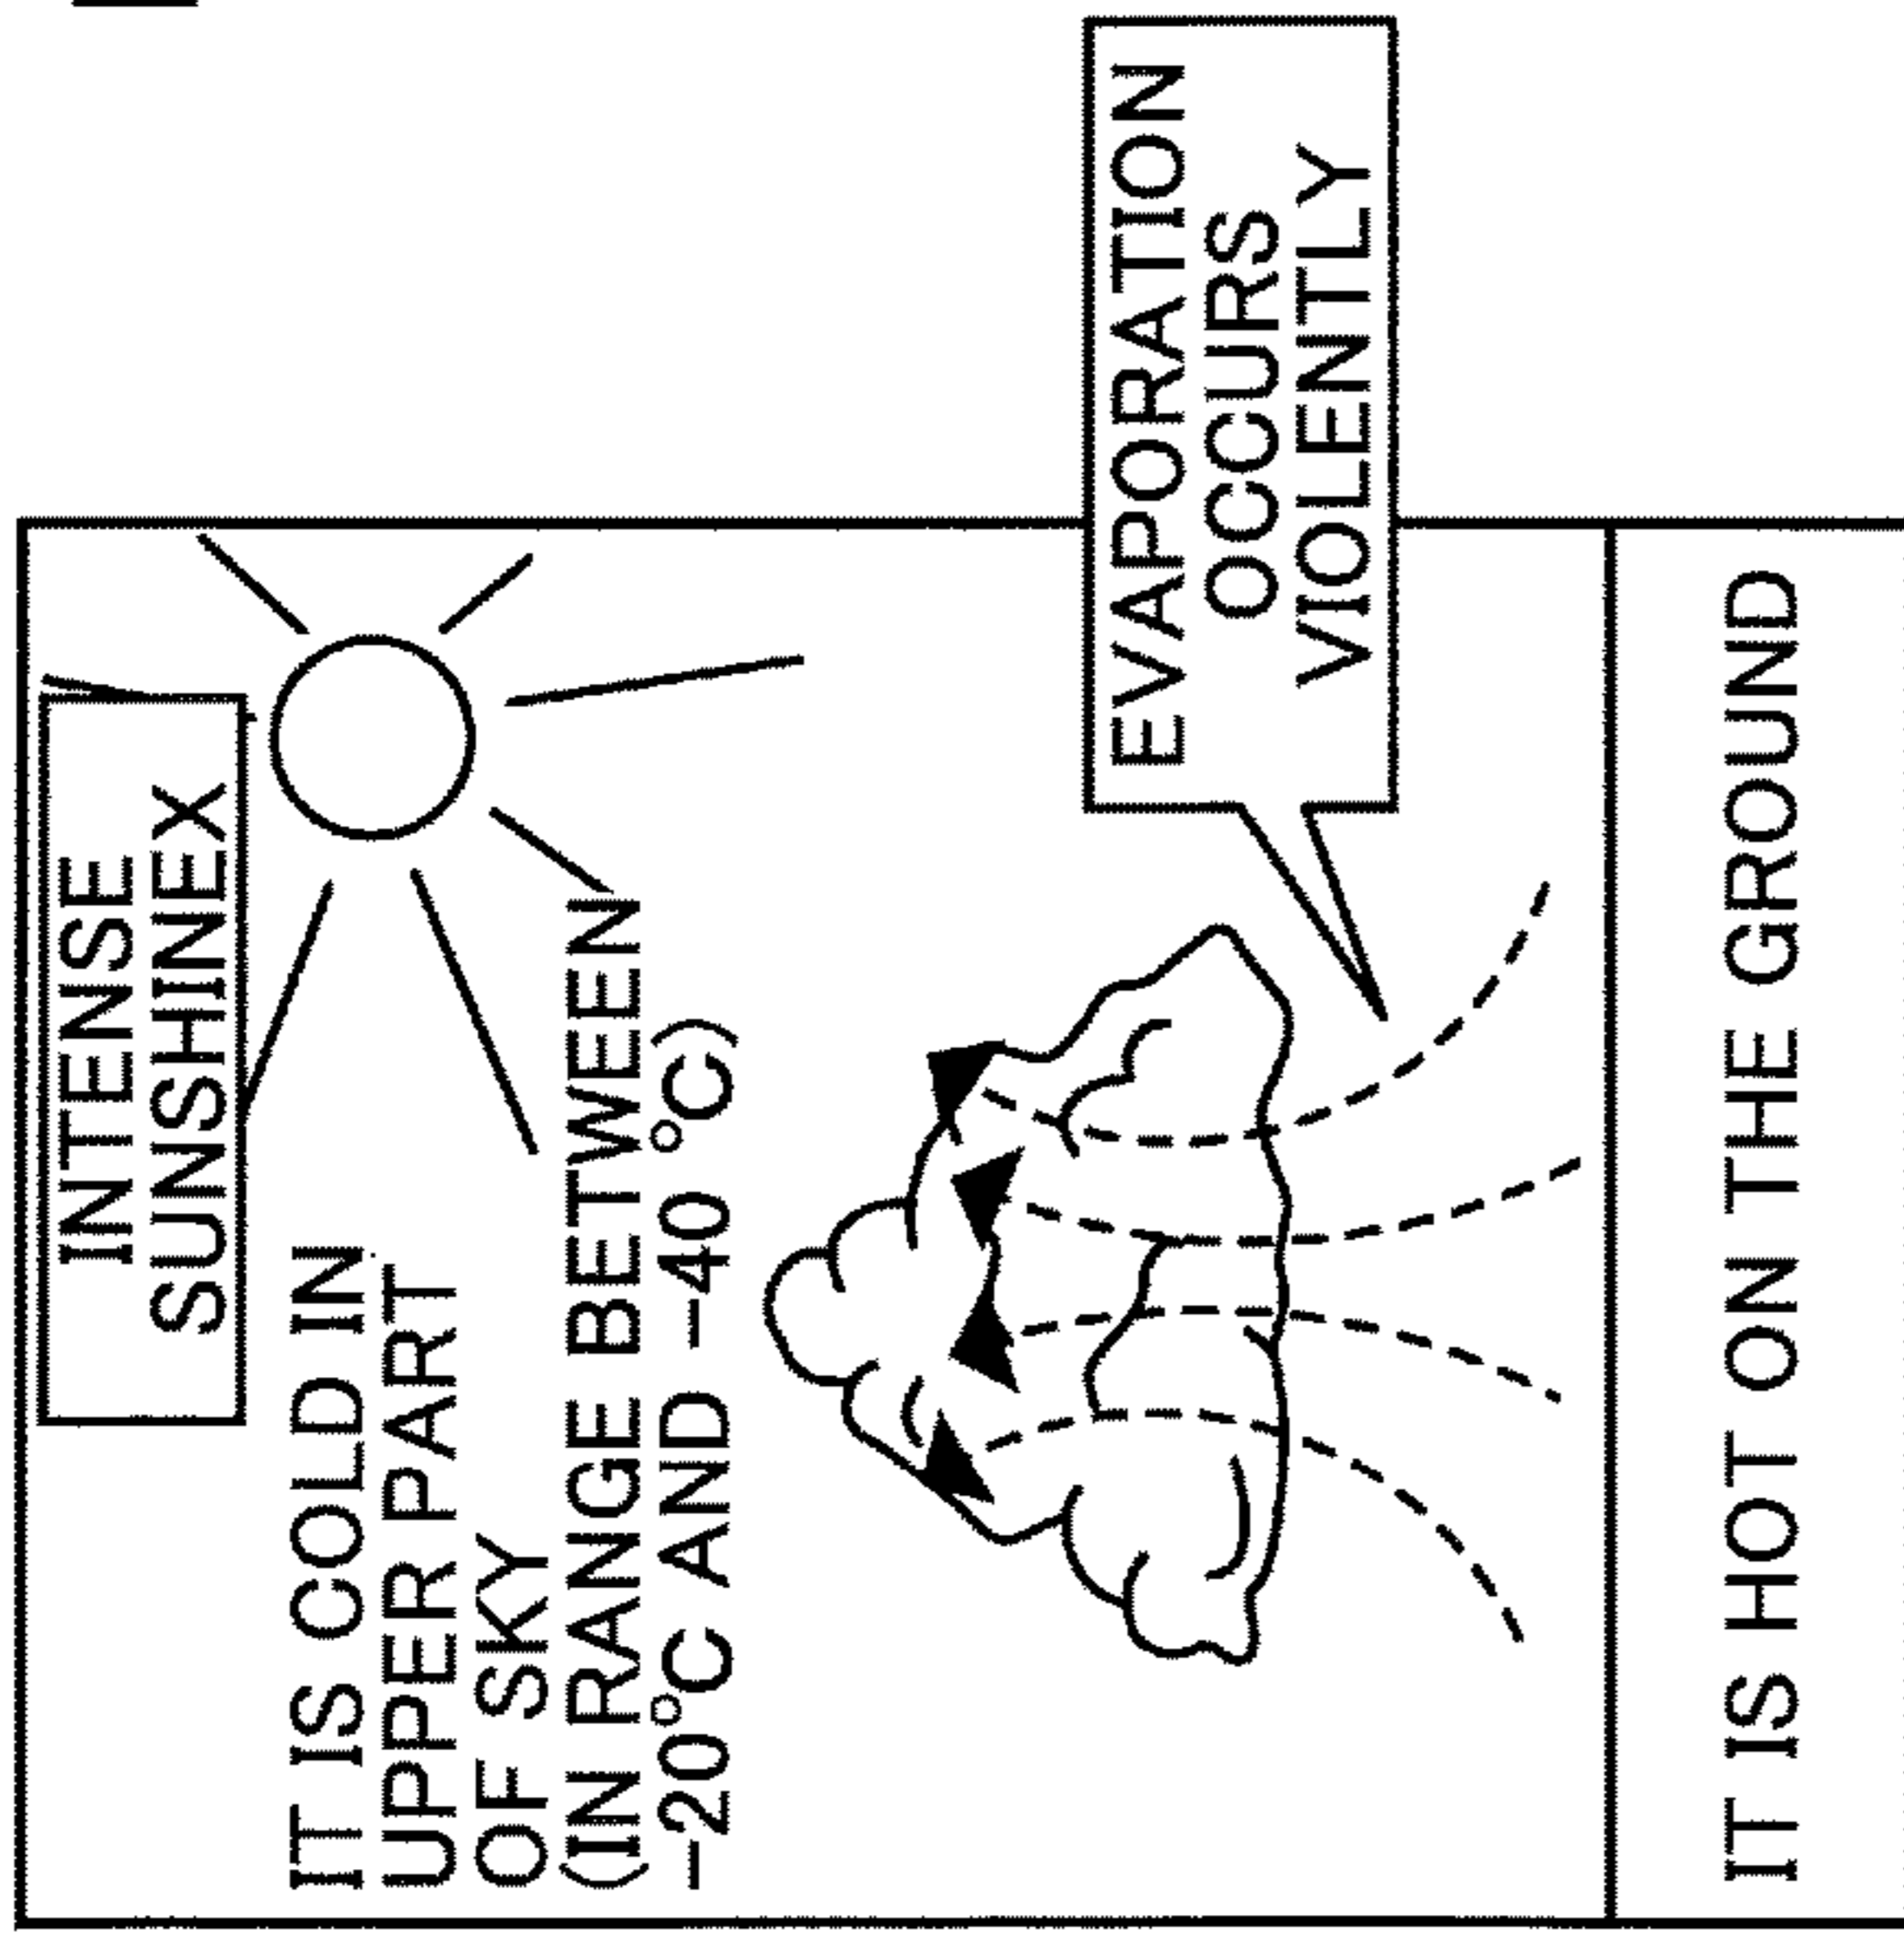 INTENSE
SUNSHINEX
IT IS COLD IN
UPPER PART
OF SKY
(IN RANGE BETWEEN
−20°C AND −40 °C)
EVAPORATION
OCCURS
VIOLENTLY
IT IS HOT ON THE GROUND